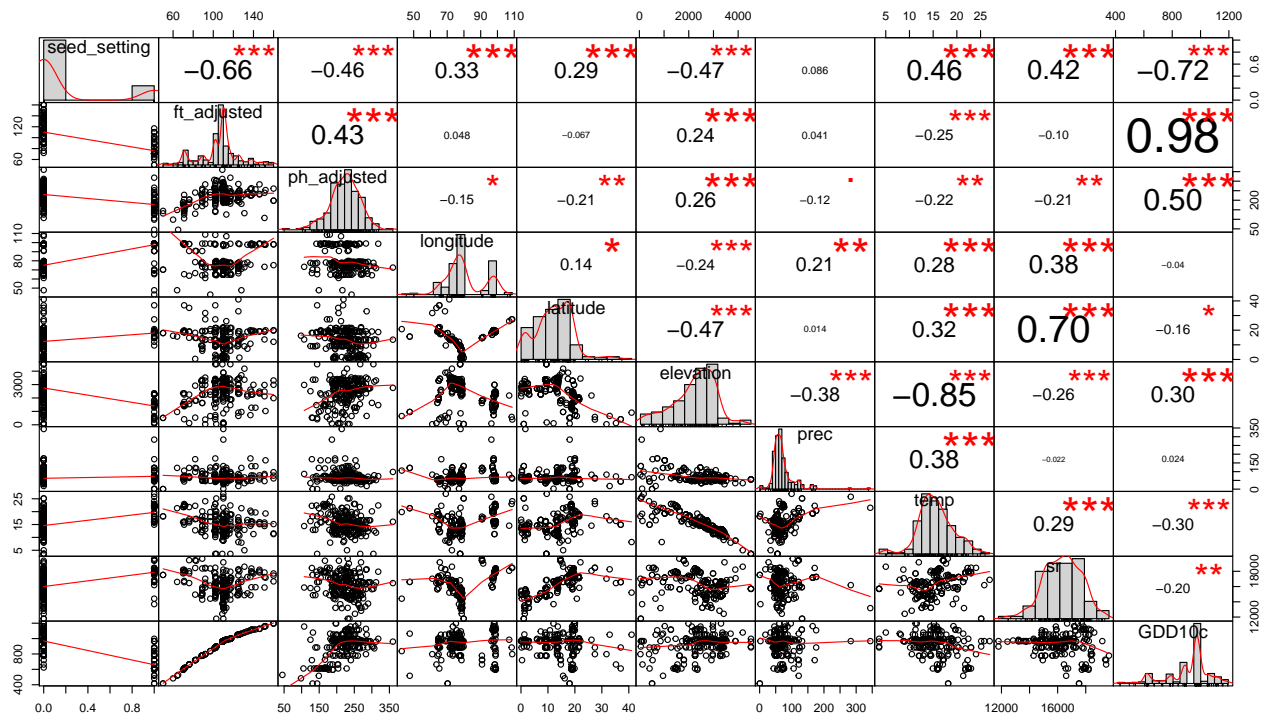 60 100 140 50 70 90 110 0 2000 4000 5 10 15 20 25 400 800 1200
seed_setting −0.66 *** −0.46 *** 0.33 *** 0.29 *** −0.47 *** 0.086 0.46 *** 0.42 *** −0.72 *** 0.0 0.6
60 120 ft_adjusted 0.43 *** 0.048 −0.067 0.24 *** 0.041 −0.25 *** −0.10 0.98 ***
ph_adjusted −0.15 * −0.21 ** 0.26 *** −0.12 . −0.22 ** −0.21 ** 0.50 *** 50 200
50 80 110 longitude 0.14 * −0.24 *** 0.21 ** 0.28 *** 0.38 *** −0.04
latitude −0.47 *** 0.014 0.32 *** 0.70 *** −0.16 * 0 20 40
0 3000 elevation −0.38 *** −0.85 *** −0.26 *** 0.30 ***
prec 0.38 *** −0.022 0.024 0 150 350
5 15 25 temp 0.29 *** −0.30 ***
−0.20 ** 12000 18000
400 800 GDD10c
0.0 0.4 0.8 50 150 250 350 0 10 20 30 40 0 100 200 300 12000 16000